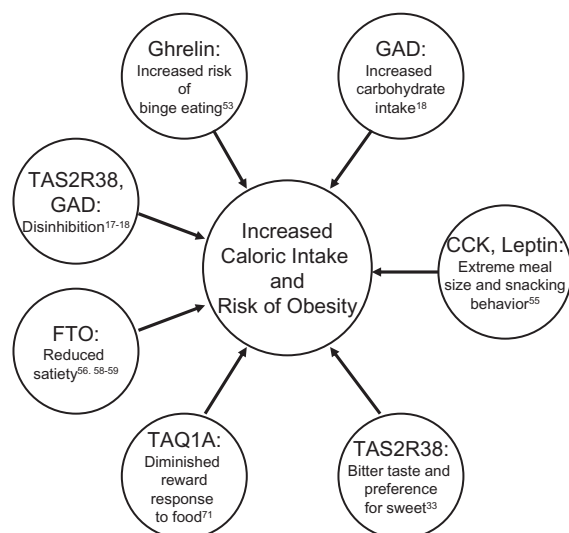 Ghrelin:
Increased risk
of
binge eating53
GAD:
Increased
carbohydrate
intake18
TAS2R38,
GAD:
Disinhibition17-18
Increased
Caloric Intake
and
Risk of Obesity
CCK, Leptin:
Extreme meal
size and snacking
behavior55
FTO:
Reduced
satiety56. 58-59
TAQ1A:
Diminished
reward
response
to food71
TAS2R38:
Bitter taste and
preference
for sweet33